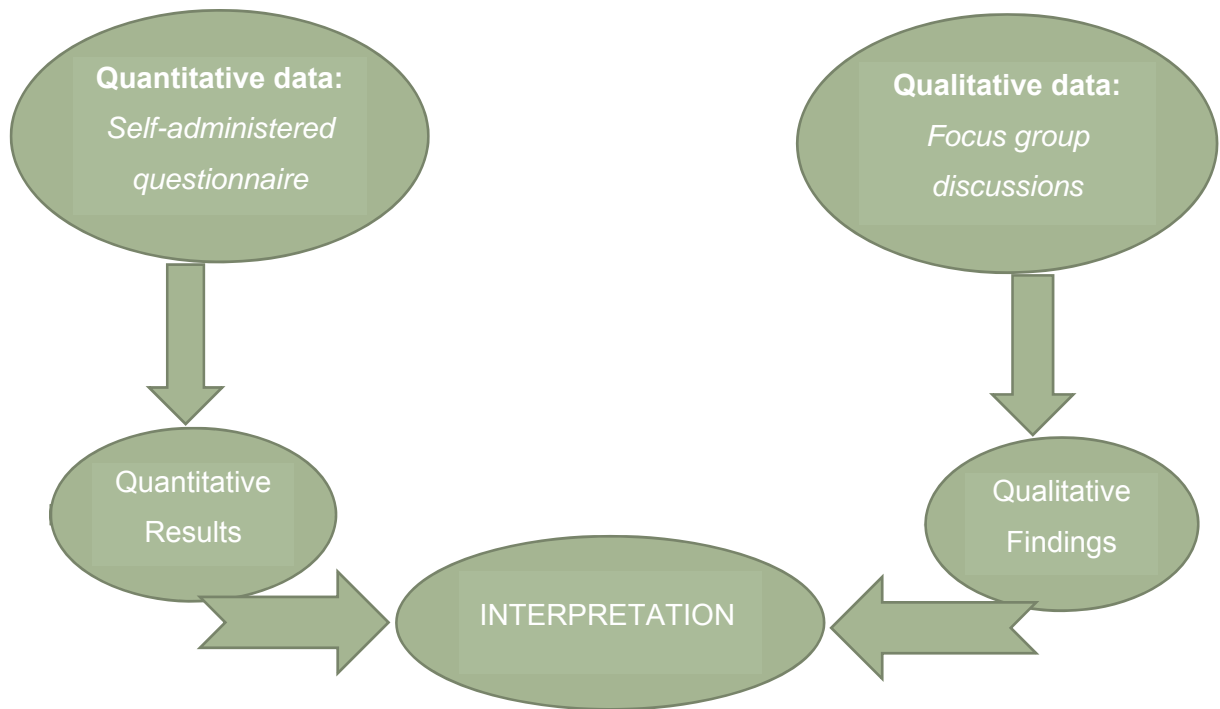 Quantitative data:
Self-administered
questionnaire
Qualitative data:
Focus group
discussions
Quantitative
Results
Qualitative
Findings
INTERPRETATION